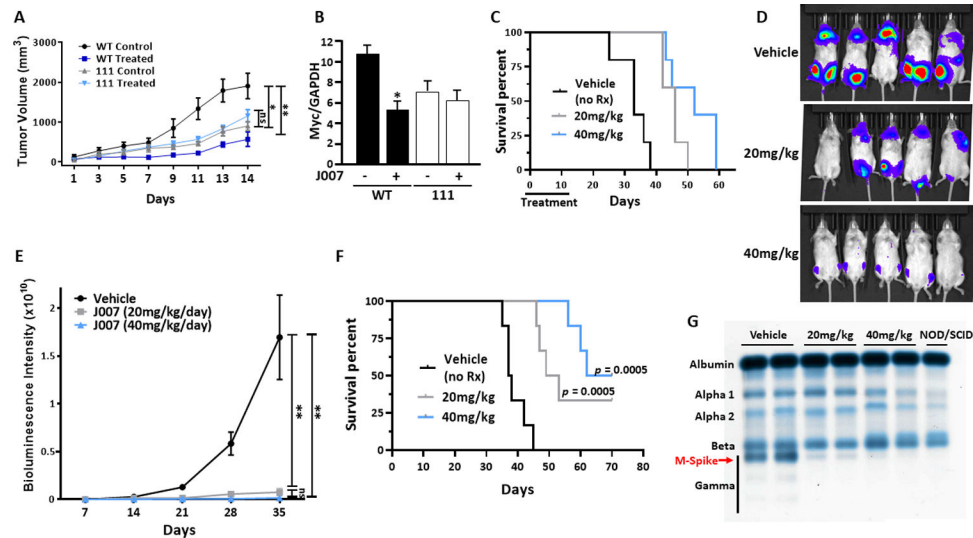 A
WT Control
WT Treated
111 Control
111 Treated
Tumor Volume (mm³)
3000
2000
1000
0
ns
*
**
1 3 5 7 9 11 13 14
Days
B
Myc/GAPDH
12
10
8
6
4
2
0
*
J007 - + - +
WT 111
C
Survival percent
100
75
50
25
0
Vehicle
(no Rx)
20mg/kg
40mg/kg
0 10 20 30 40 50 60
Treatment Days
D
Vehicle
20mg/kg
40mg/kg
E
Bioluminescence Intensity (x10¹⁰)
Vehicle
J007 (20mg/kg/day)
J007 (40mg/kg/day)
2
1.5
1
0.5
0
**
**
ns
7 14 21 28 35
Days
F
Survival percent
100
75
50
25
0
Vehicle
(no Rx)
20mg/kg
40mg/kg
p = 0.0005
p = 0.0005
0 10 20 30 40 50 60 70 80
Days
G
Vehicle 20mg/kg 40mg/kg NOD/SCID
Albumin
Alpha 1
Alpha 2
Beta
M-Spike
Gamma